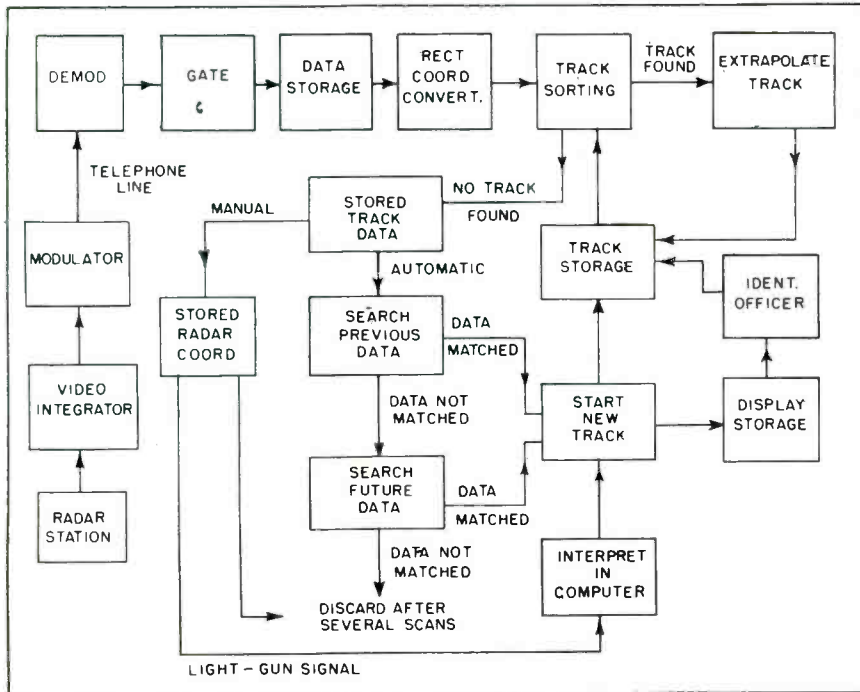 DEMOD
GATE
6
DATA
STORAGE
RECT
COORD
CONVERT.
TRACK
SORTING
TRACK
FOUND
EXTRAPOLATE
TRACK
TELEPHONE
LINE
MANUAL
STORED
TRACK
DATA
NO TRACK
FOUND
TRACK
STORAGE
MODULATOR
AUTOMATIC
IDENT.
OFFICER
STORED
RADAR
COORD
SEARCH
PREVIOUS
DATA
DATA
MATCHED
VIDEO
INTEGRATOR
DATA NOT
MATCHED
START
NEW
TRACK
DISPLAY
STORAGE
SEARCH
FUTURE
DATA
DATA
MATCHED
RADAR
STATION
DATA NOT
MATCHED
INTERPRET
IN
COMPUTER
DISCARD AFTER
SEVERAL SCANS
LIGHT-GUN SIGNAL